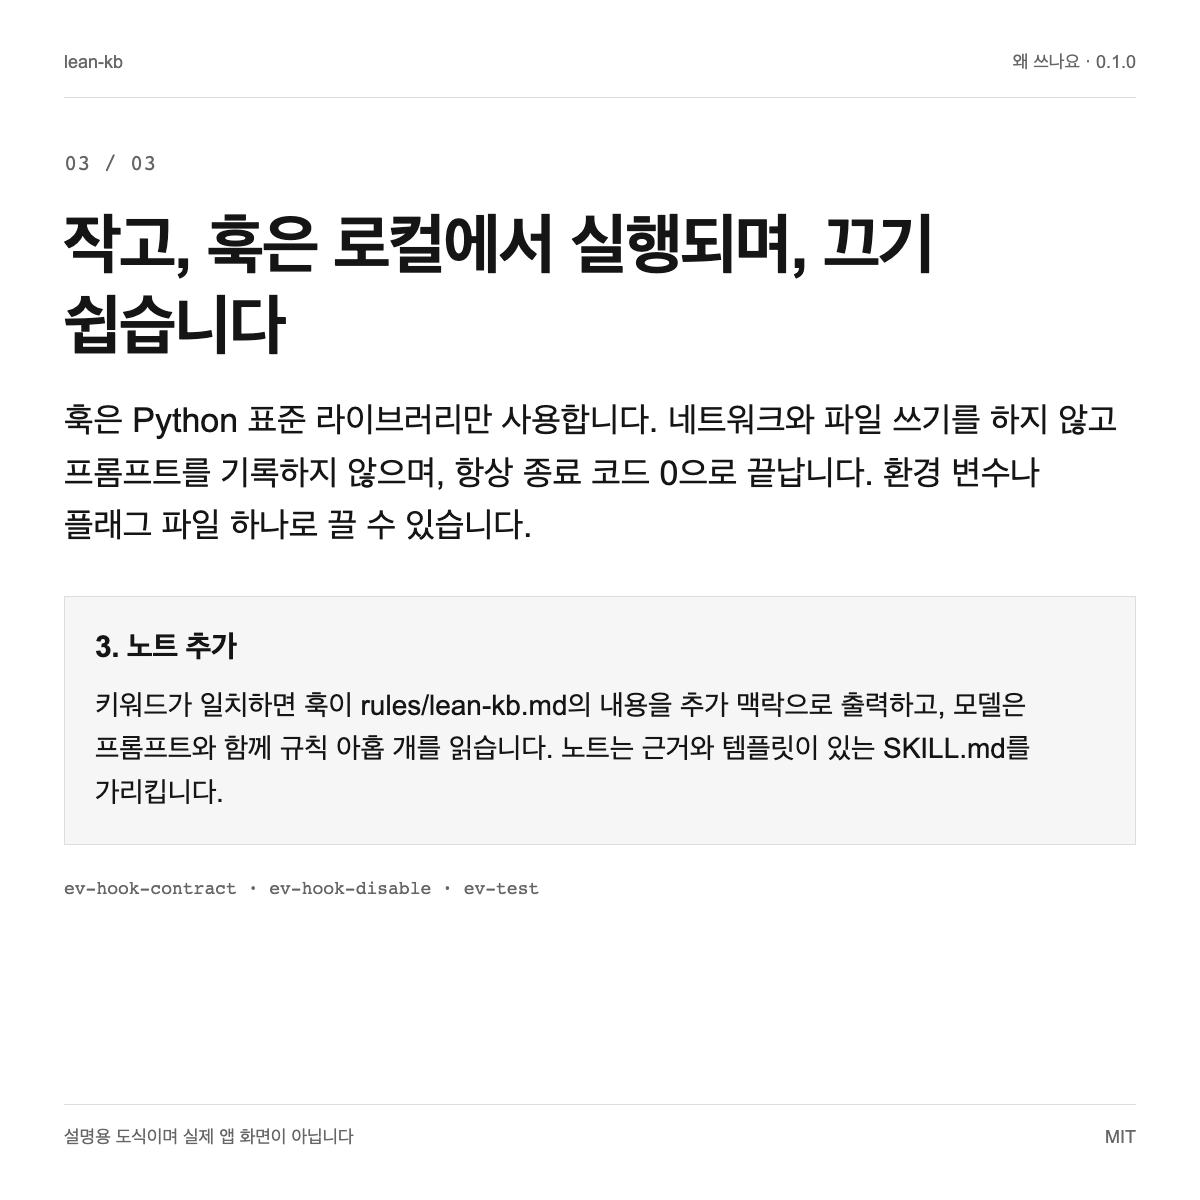 lean-kb
왜 쓰나요 · 0.1.0
03 / 03
작고, 훅은 로컬에서 실행되며, 끄기
쉽습니다
훅은 Python 표준 라이브러리만 사용합니다. 네트워크와 파일 쓰기를 하지 않고
프롬프트를 기록하지 않으며, 항상 종료 코드 0으로 끝납니다. 환경 변수나
플래그 파일 하나로 끌 수 있습니다.
3. 노트 추가
키워드가 일치하면 훅이 rules/lean-kb.md의 내용을 추가 맥락으로 출력하고, 모델은
프롬프트와 함께 규칙 아홉 개를 읽습니다. 노트는 근거와 템플릿이 있는 SKILL.md를
가리킵니다.
ev-hook-contract · ev-hook-disable · ev-test
설명용 도식이며 실제 앱 화면이 아닙니다
MIT